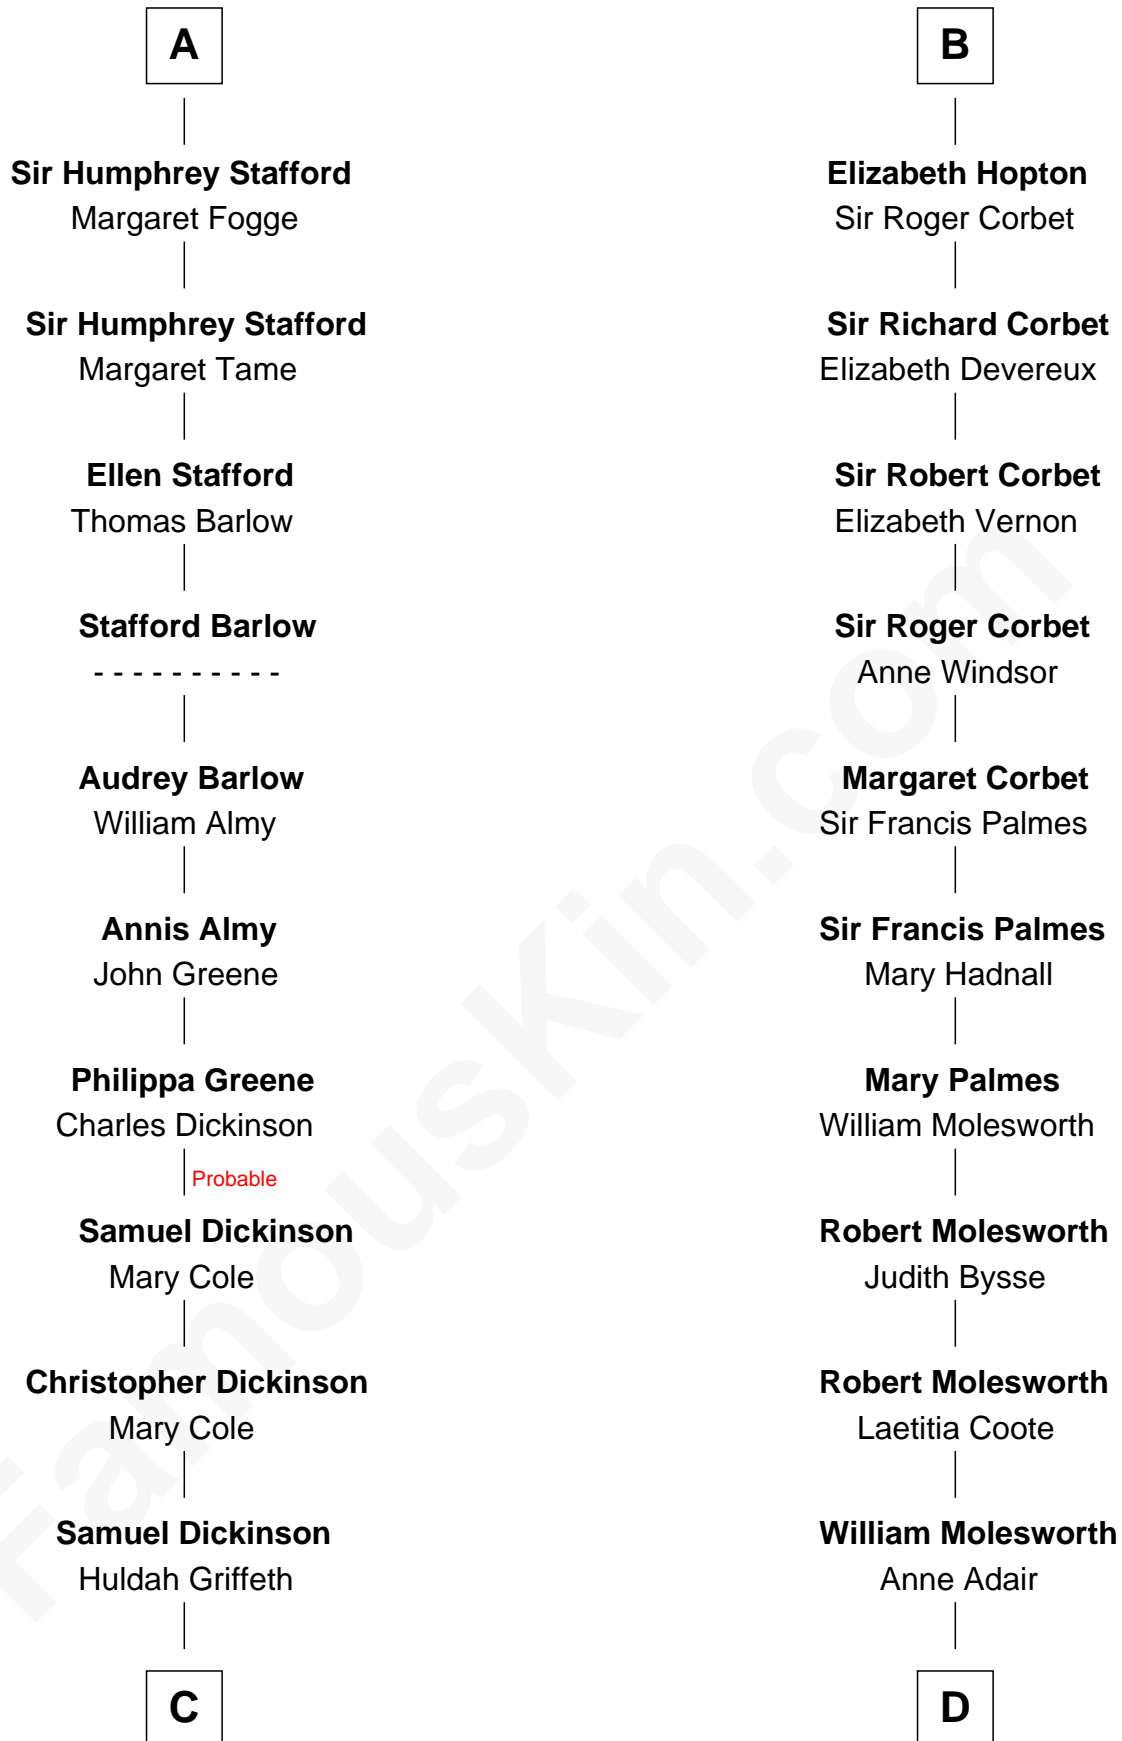 A
Sir Humphrey Stafford
Margaret Fogge
Sir Humphrey Stafford
Margaret Tame
Ellen Stafford
Thomas Barlow
Stafford Barlow
- - - - - - - - - -
Audrey Barlow
William Almy
Annis Almy
John Greene
Philippa Greene
Charles Dickinson
Probable
Samuel Dickinson
Mary Cole
Christopher Dickinson
Mary Cole
Samuel Dickinson
Huldah Griffeth
C
B
Elizabeth Hopton
Sir Roger Corbet
Sir Richard Corbet
Elizabeth Devereux
Sir Robert Corbet
Elizabeth Vernon
Sir Roger Corbet
Anne Windsor
Margaret Corbet
Sir Francis Palmes
Sir Francis Palmes
Mary Hadnall
Mary Palmes
William Molesworth
Robert Molesworth
Judith Bysse
Robert Molesworth
Laetitia Coote
William Molesworth
Anne Adair
D
FamousKin.com